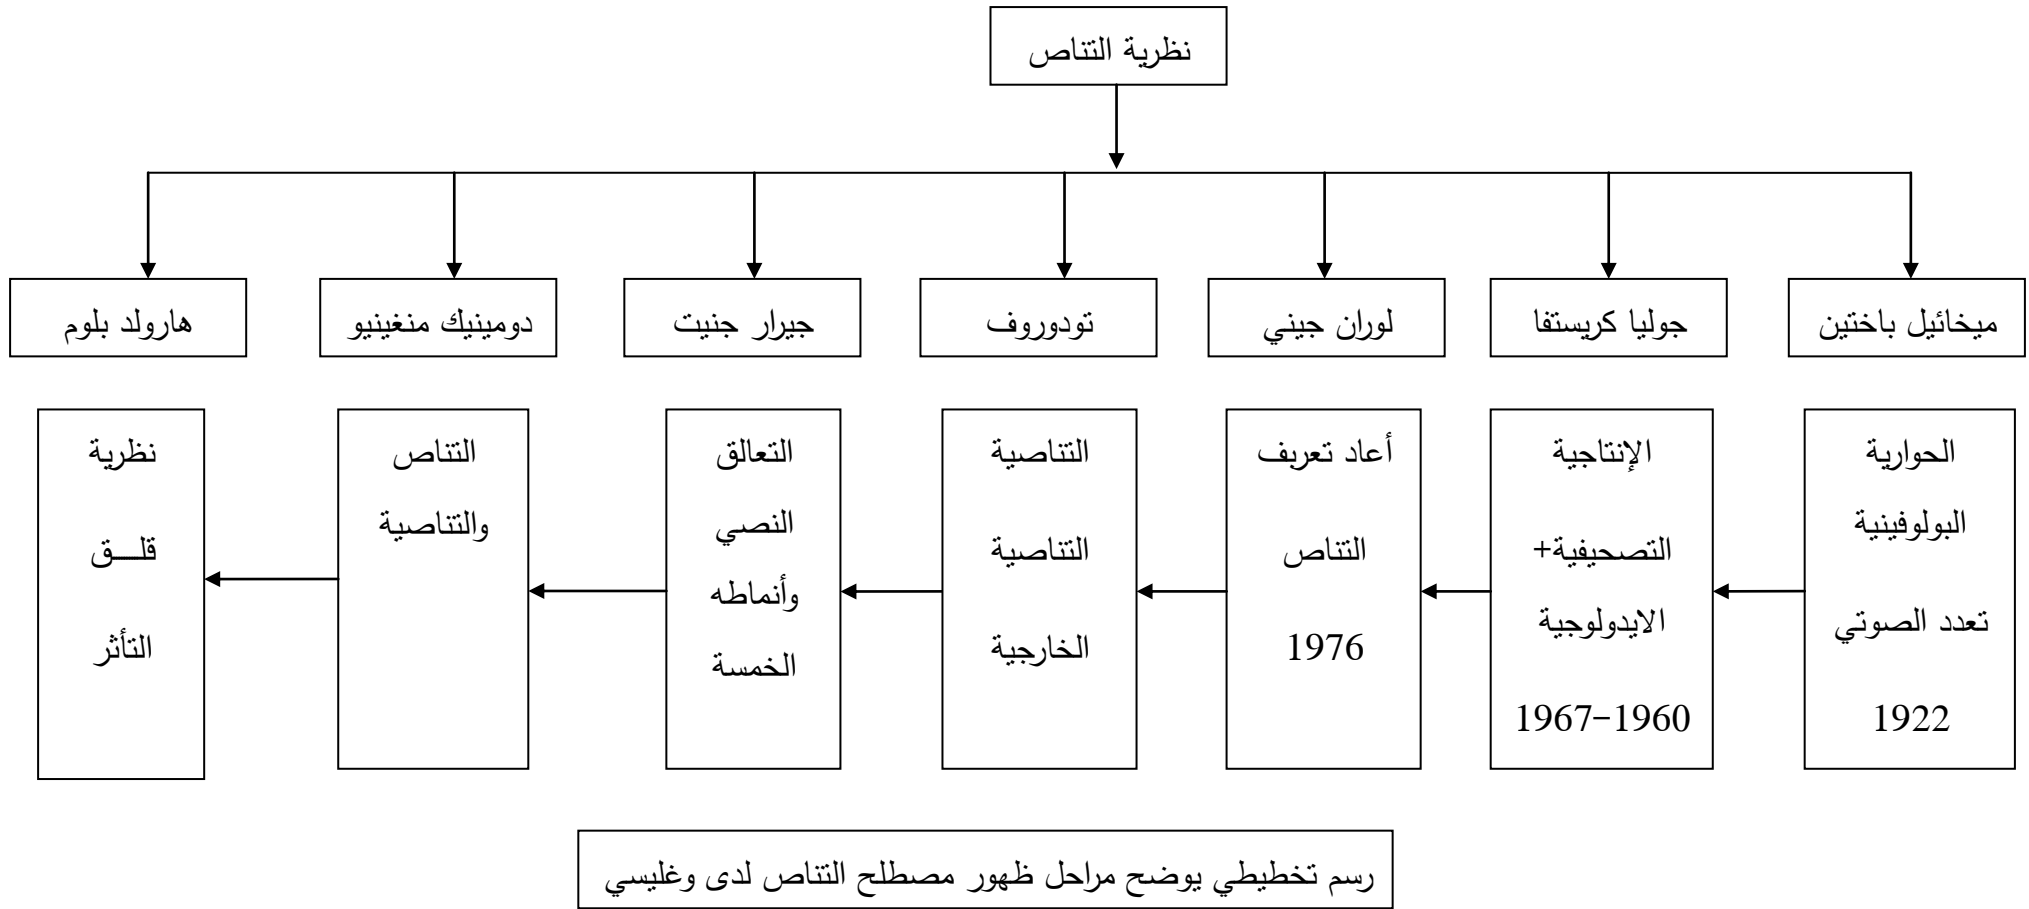 نظرية التناص
ميخائيل باختين
جوليا كريستفا
لوران جيني
تودوروف
جيرار جنيت
دومينيك منغينيو
هارولد بلوم
الحوارية
البولوفينية
تعدد الصوتي
1922
الإنتاجية
التصحيفية+
الايدولوجية
1960-1967
أعاد تعريف
التناص
1976
التناصية
التناصية
الخارجية
التعالق
النصي
وأنماطه
الخمسة
التناص
والتناصية
نظرية
قلـــق
التأثر
رسم تخطيطي يوضح مراحل ظهور مصطلح التناص لدى وغليسي